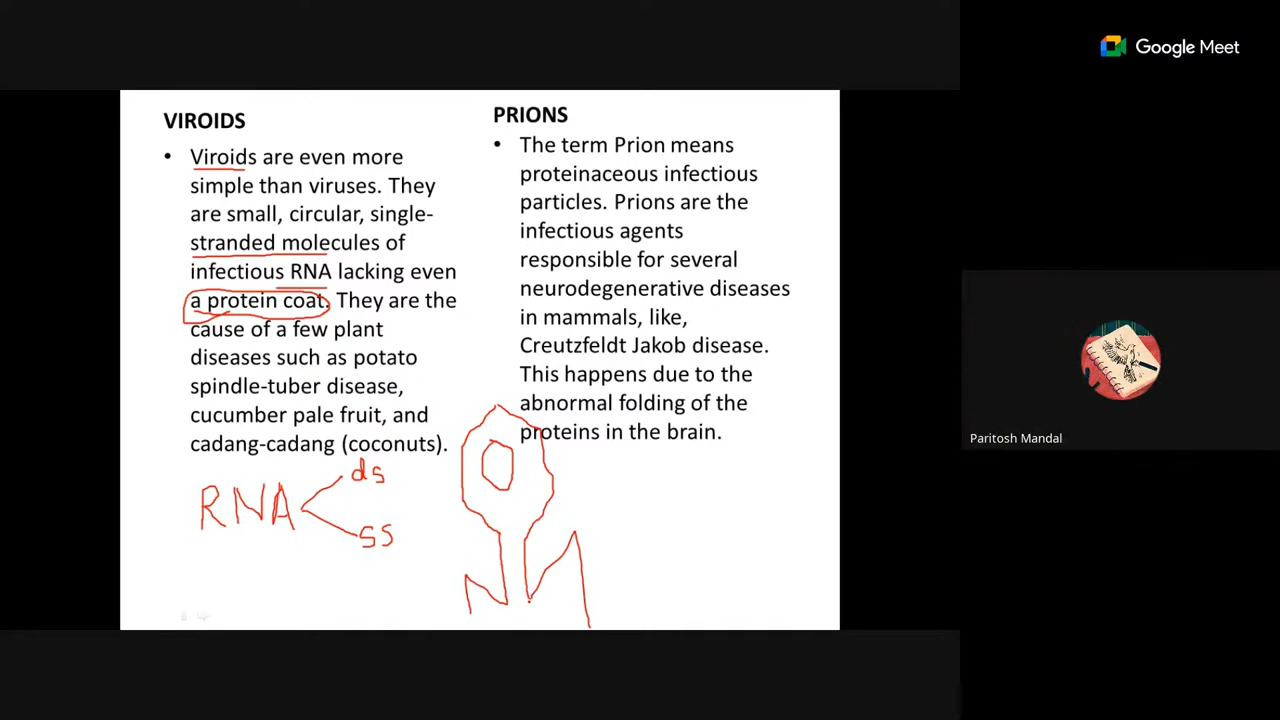 Google Meet
VIROIDS
• Viroids are even more
simple than viruses. They
are small, circular, single-
stranded molecules of
infectious RNA lacking even
a protein coat. They are the
cause of a few plant
diseases such as potato
spindle-tuber disease,
cucumber pale fruit, and
cadang-cadang (coconuts).
RNA
ds
ss
PRIONS
• The term Prion means
proteinaceous infectious
particles. Prions are the
infectious agents
responsible for several
neurodegenerative diseases
in mammals, like,
Creutzfeldt Jakob disease.
This happens due to the
abnormal folding of the
proteins in the brain.
Paritosh Mandal